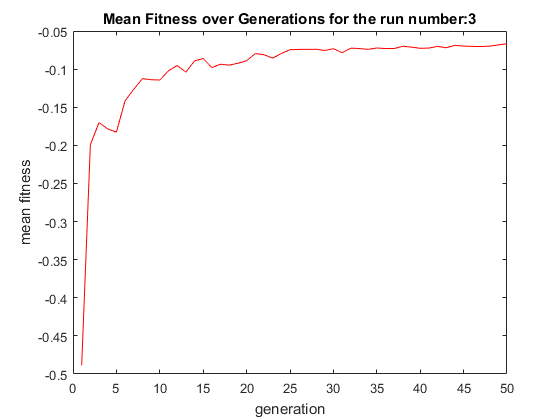 Mean Fitness over Generations for the run number:3
-0.05
-0.1
-0.15
-0.2
-0.25
-0.3
-0.35
-0.4
-0.45
-0.5
mean fitness
0 5 10 15 20 25 30 35 40 45 50
generation